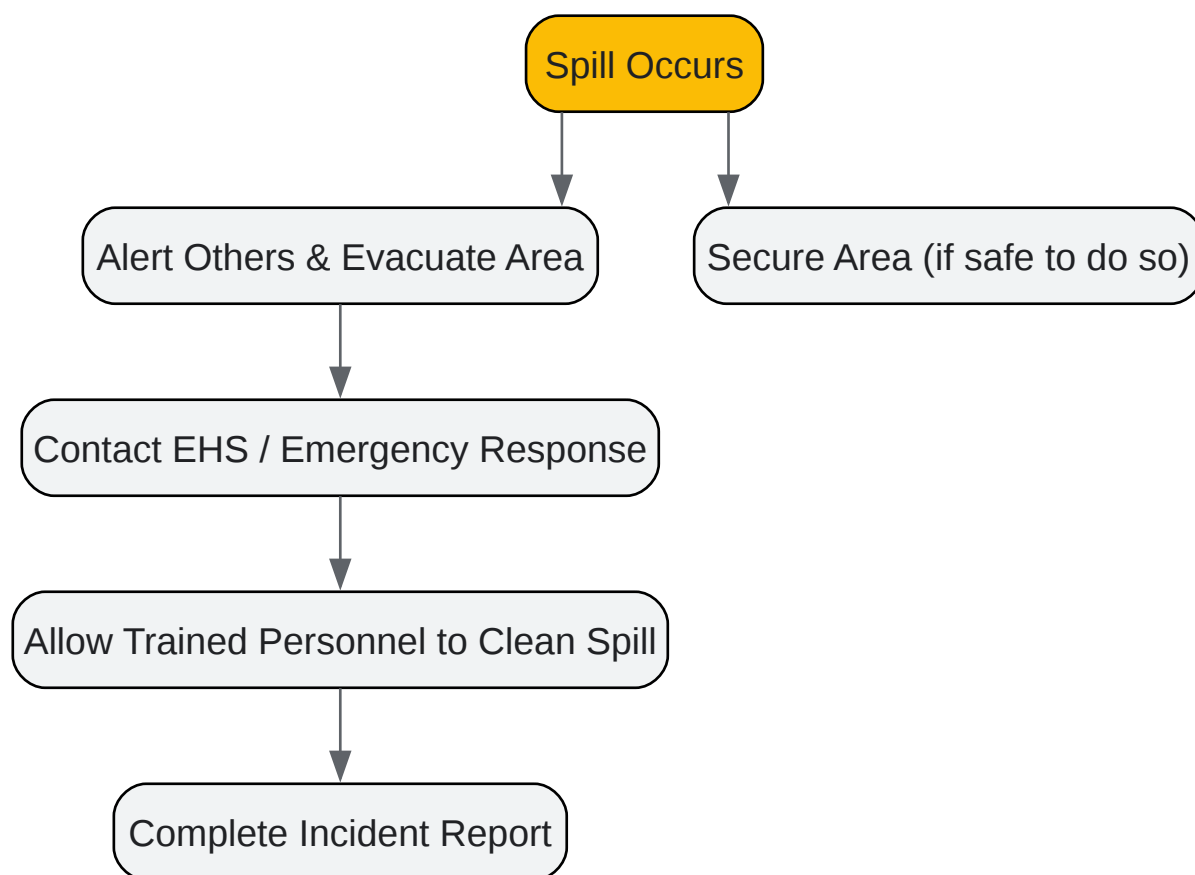 Spill Occurs
Alert Others & Evacuate Area
Secure Area (if safe to do so)
Contact EHS / Emergency Response
Allow Trained Personnel to Clean Spill
Complete Incident Report